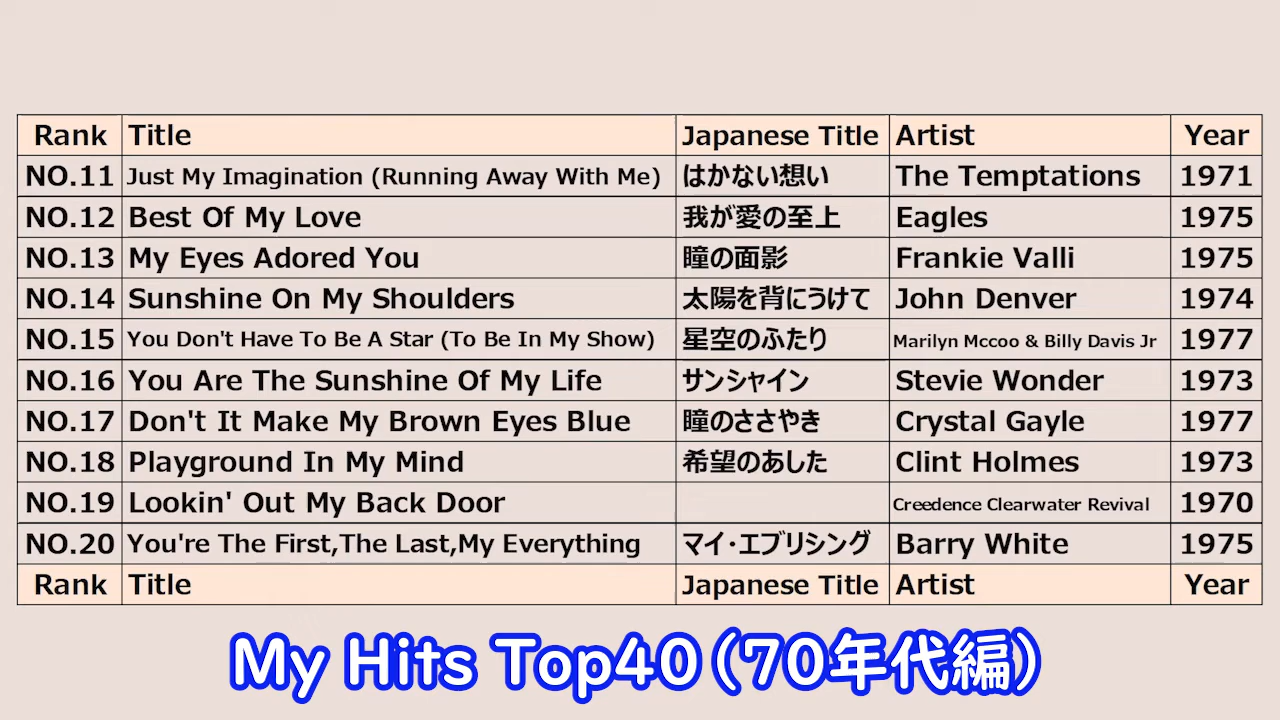 Rank Title Japanese Title Artist Year
NO.11 Just My Imagination (Running Away With Me) はかない想い The Temptations 1971
NO.12 Best Of My Love 我が愛の至上 Eagles 1975
NO.13 My Eyes Adored You 瞳の面影 Frankie Valli 1975
NO.14 Sunshine On My Shoulders 太陽を背にうけて John Denver 1974
NO.15 You Don't Have To Be A Star (To Be In My Show) 星空のふたり Marilyn Mccoo & Billy Davis Jr 1977
NO.16 You Are The Sunshine Of My Life サンシャイン Stevie Wonder 1973
NO.17 Don't It Make My Brown Eyes Blue 瞳のささやき Crystal Gayle 1977
NO.18 Playground In My Mind 希望のあした Clint Holmes 1973
NO.19 Lookin' Out My Back Door Creedence Clearwater Revival 1970
NO.20 You're The First,The Last,My Everything マイ・エブリシング Barry White 1975
Rank Title Japanese Title Artist Year
My Hits Top40(70年代編)